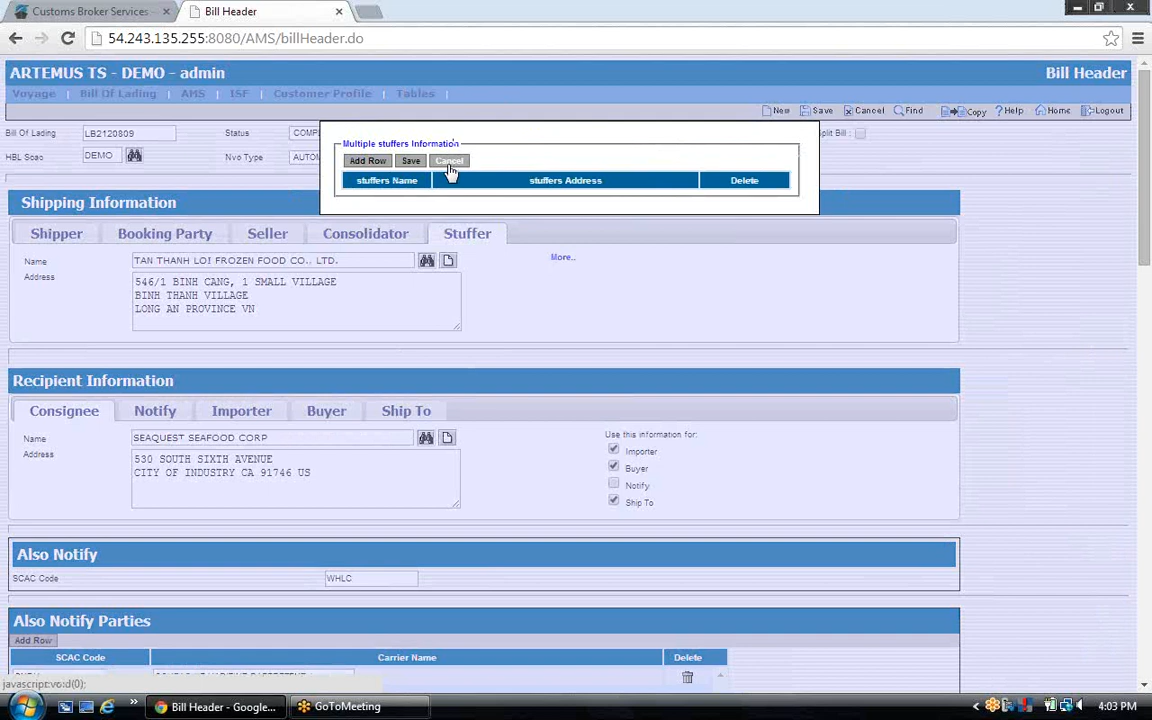 Customs Broker Services
Bill Header
54.243.135.255:8080/AMS/billHeader.do
ARTEMUS TS - DEMO - admin
Bill Header
Voyage | Bill Of Lading | AMS | ISF | Customer Profile | Tables |
New Save Cancel Find Copy Help Home Logout
Bill Of Lading LB2120809 Status COMPL
plit Bill :
HBL Scac DEMO Nvo Type AUTOM
Multiple stuffers Information
Add Row Save Cancel
stuffers Name stuffers Address Delete
Shipping Information
Shipper Booking Party Seller Consolidator Stuffer
Name TAN THANH LOI FROZEN FOOD CO., LTD.
More..
Address
546/1 BINH CANG, 1 SMALL VILLAGE
BINH THANH VILLAGE
LONG AN PROVINCE VN
Recipient Information
Consignee Notify Importer Buyer Ship To
Name SEAQUEST SEAFOOD CORP
Address
530 SOUTH SIXTH AVENUE
CITY OF INDUSTRY CA 91746 US
Use this information for:
Importer
Buyer
Notify
Ship To
Also Notify
SCAC Code WHLC
Also Notify Parties
Add Row
SCAC Code Carrier Name Delete
javascript:void(0);
Bill Header - Google...
GoToMeeting
4:03 PM